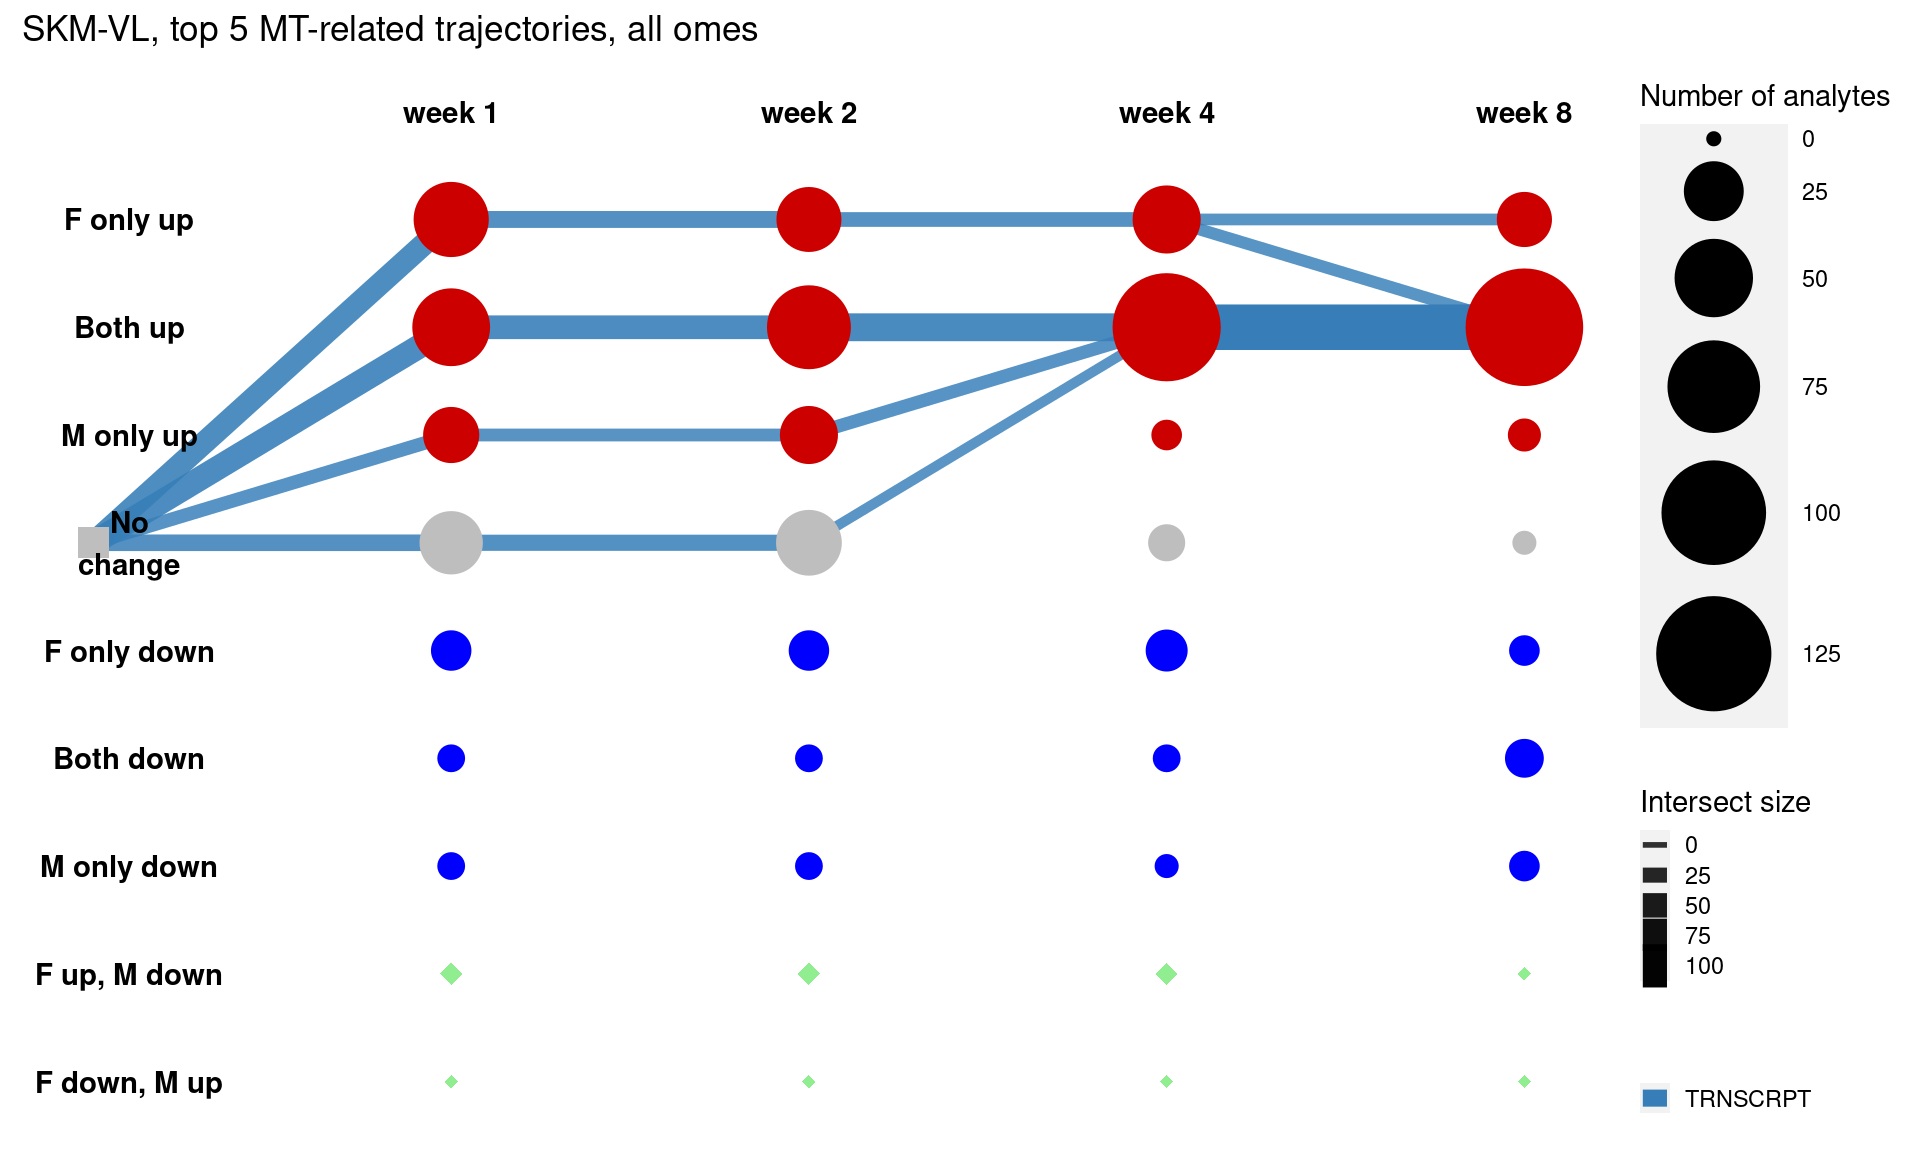 SKM-VL, top 5 MT-related trajectories, all omes
week 1
week 2
week 4
week 8
F only up
Both up
M only up
No
change
F only down
Both down
M only down
F up, M down
F down, M up
Number of analytes
0
25
50
75
100
125
Intersect size
0
25
50
75
100
TRNSCRPT